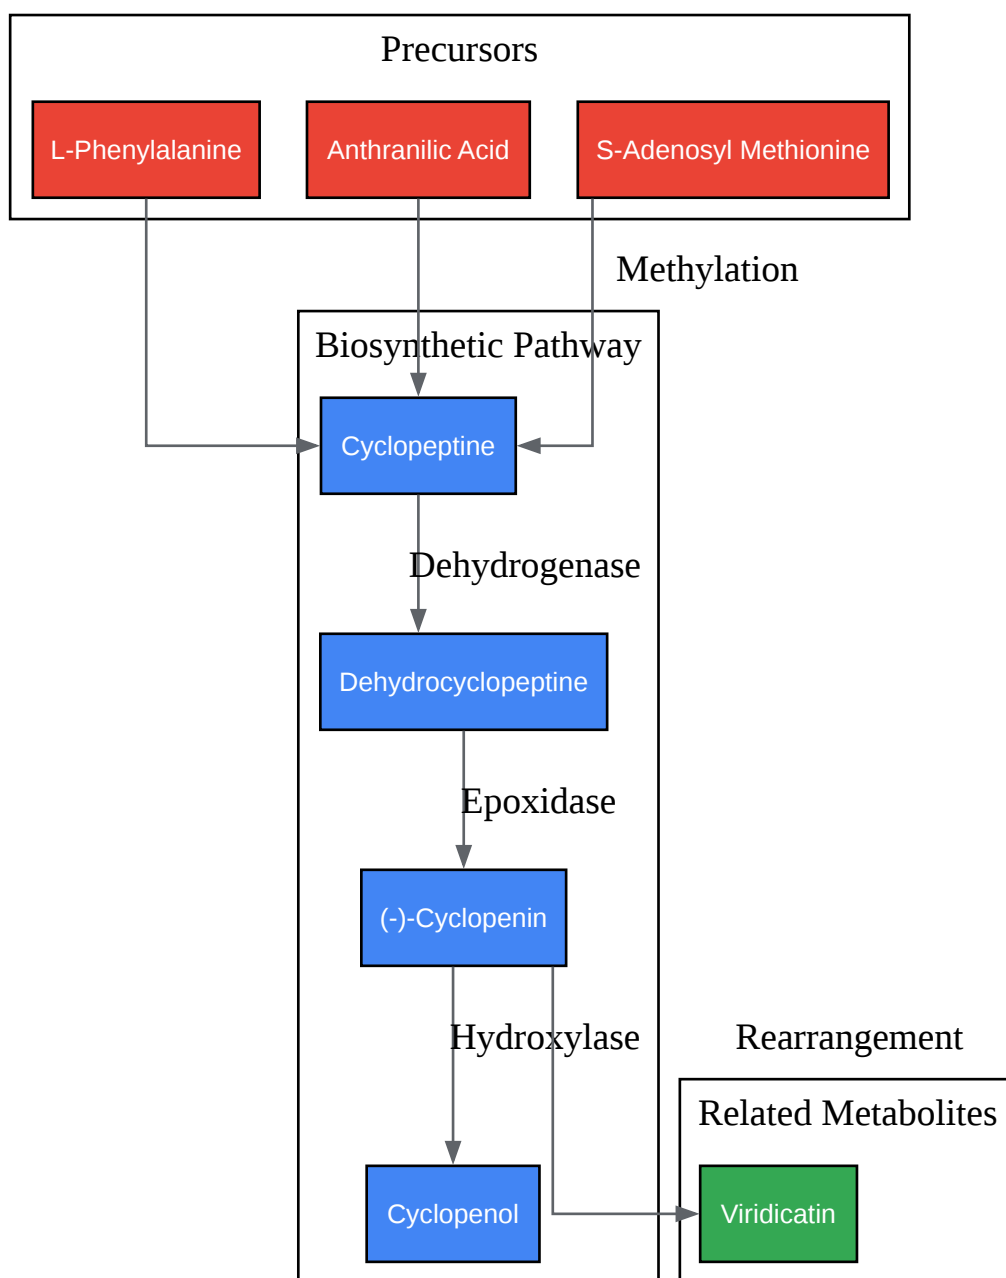 Precursors
L-Phenylalanine
Anthranilic Acid
S-Adenosyl Methionine
Methylation
Biosynthetic Pathway
Cyclopeptine
Dehydrogenase
Dehydrocyclopeptine
Epoxidase
(-)-Cyclopenin
Hydroxylase
Rearrangement
Related Metabolites
Cyclopenol
Viridicatin